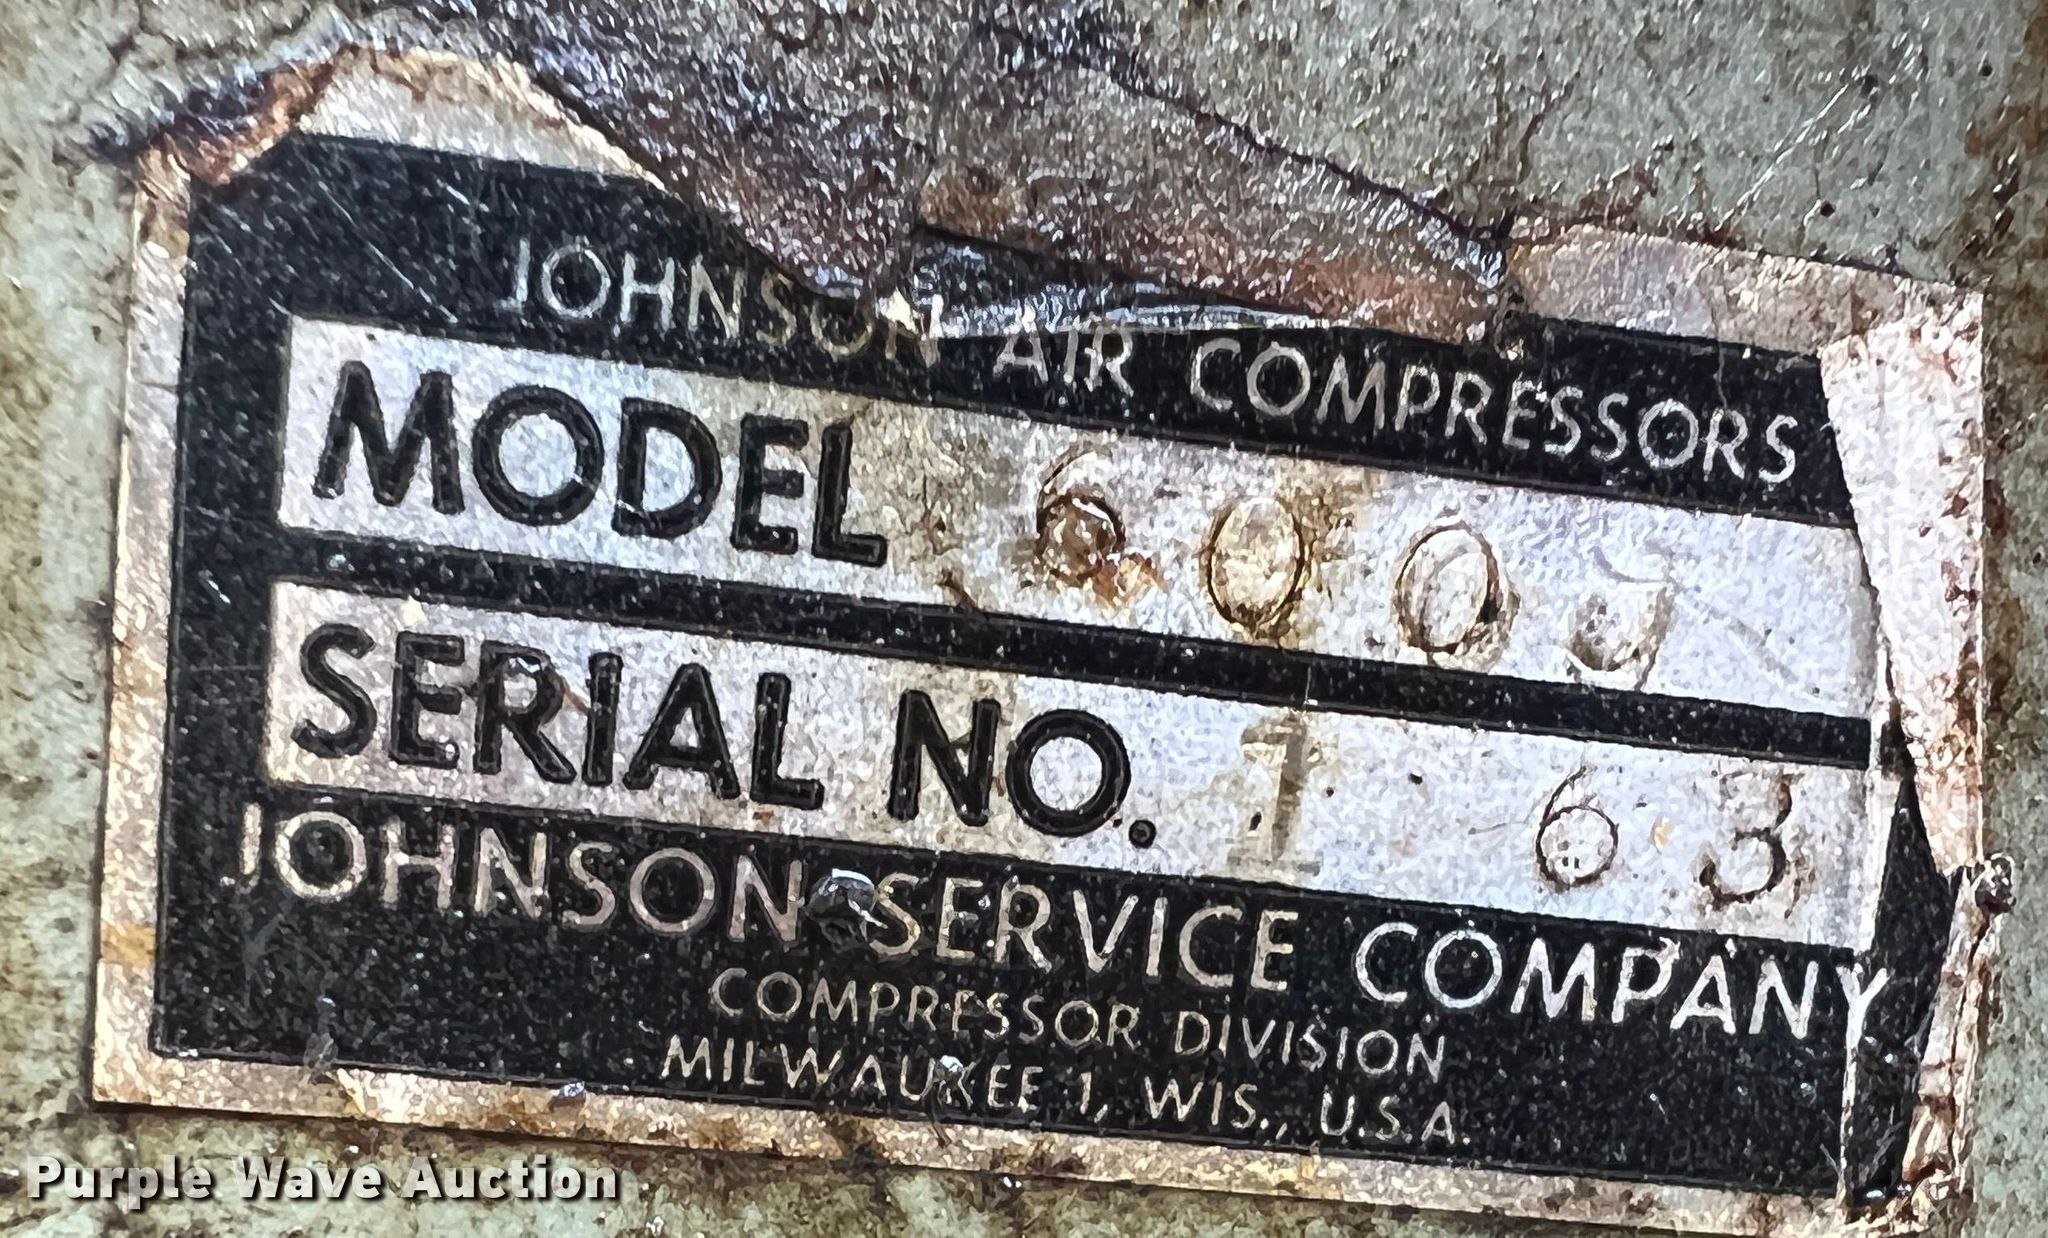 JOHNSON AIR COMPRESSORS
MODEL
SERIAL NO. 1 63
JOHNSON SERVICE COMPANY
COMPRESSOR DIVISION
MILWAUKEE 1, WIS., U.S.A.
Purple Wave Auction